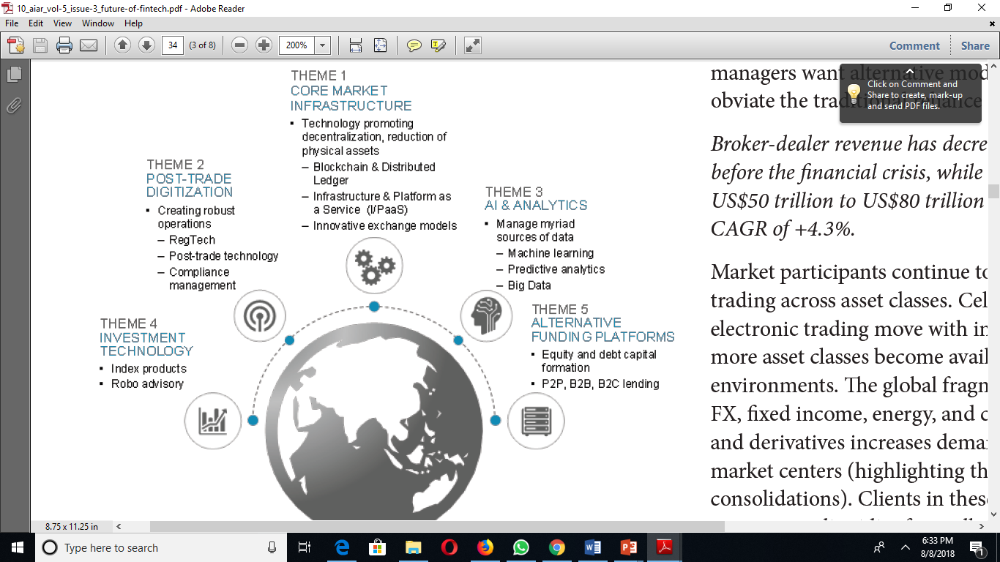 10_aiar_vol-5_issue-3_future-of-fintech.pdf - Adobe Reader
File Edit View Window Help
34 (3 of 8) 200% Comment Share
THEME 1
CORE MARKET
INFRASTRUCTURE
▪ Technology promoting
decentralization, reduction of
physical assets
– Blockchain & Distributed
Ledger
– Infrastructure & Platform as
a Service (I/PaaS)
– Innovative exchange models
THEME 2
POST-TRADE
DIGITIZATION
▪ Creating robust
operations
– RegTech
– Post-trade technology
– Compliance
management
THEME 3
AI & ANALYTICS
▪ Manage myriad
sources of data
– Machine learning
– Predictive analytics
– Big Data
THEME 4
INVESTMENT
TECHNOLOGY
▪ Index products
▪ Robo advisory
THEME 5
ALTERNATIVE
FUNDING PLATFORMS
▪ Equity and debt capital
formation
▪ P2P, B2B, B2C lending
managers want alternative mod
obviate the traditional reliance
Click on Comment and
Share to create, mark-up
and send PDF files.
Broker-dealer revenue has decre
before the financial crisis, while
US$50 trillion to US$80 trillion
CAGR of +4.3%.
Market participants continue to
trading across asset classes. Cel
electronic trading move with in
more asset classes become avail
environments. The global fragm
FX, fixed income, energy, and c
and derivatives increases dema
market centers (highlighting th
consolidations). Clients in these
8.75 x 11.25 in
Type here to search
6:33 PM
8/8/2018
1